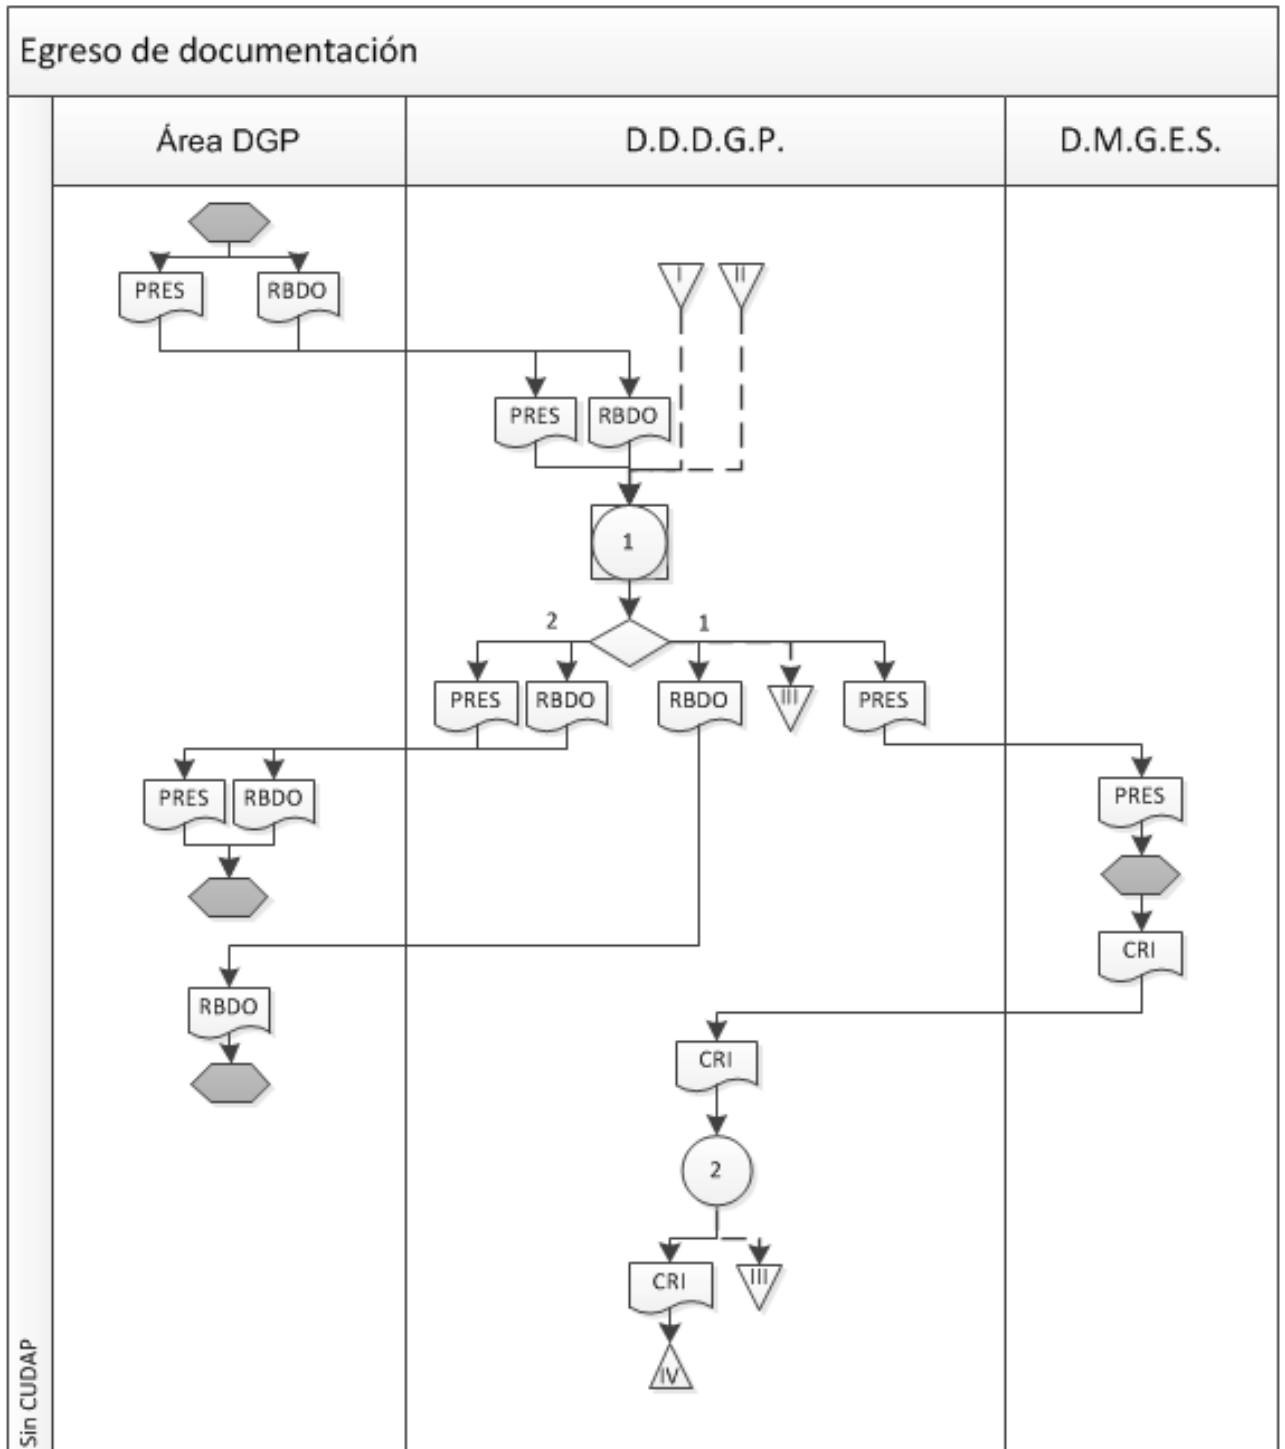 Egreso de documentación
Área DGP
D.D.D.G.P.
D.M.G.E.S.
PRES
RBDO
I
II
PRES
RBDO
1
2
1
PRES
RBDO
RBDO
III
PRES
PRES
RBDO
PRES
CRI
RBDO
CRI
2
CRI
III
IV
Sin CUDAP